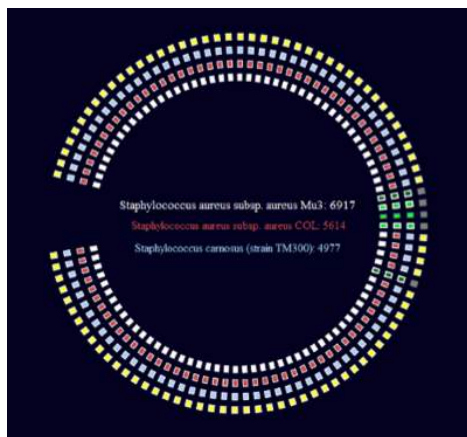 Staphylococcus aureus subsp. aureus Mu3: 6917
Staphylococcus aureus subsp. aureus COL: 5614
Staphylococcus carnosus (strain TM300): 4977